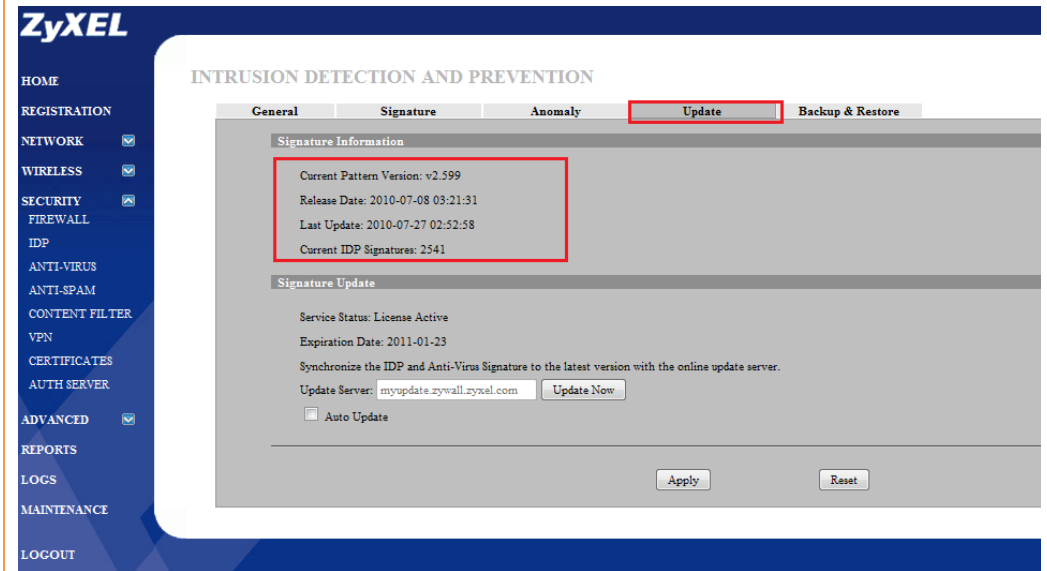 ZyXEL
HOME
REGISTRATION
NETWORK
WIRELESS
SECURITY
FIREWALL
IDP
ANTI-VIRUS
ANTI-SPAM
CONTENT FILTER
VPN
CERTIFICATES
AUTH SERVER
ADVANCED
REPORTS
LOGS
MAINTENANCE
LOGOUT
INTRUSION DETECTION AND PREVENTION
General Signature Anomaly Update Backup & Restore
Signature Information
Current Pattern Version: v2.599
Release Date: 2010-07-08 03:21:31
Last Update: 2010-07-27 02:52:58
Current IDP Signatures: 2541
Signature Update
Service Status: License Active
Expiration Date: 2011-01-23
Synchronize the IDP and Anti-Virus Signature to the latest version with the online update server.
Update Server: myupdate.zywall.zyxel.com Update Now
Auto Update
Apply Reset